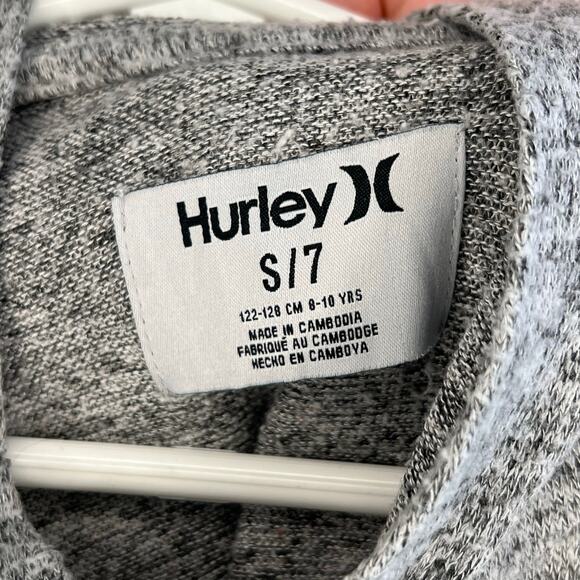 Hurley
S/7
122-128 CM 8-10 YRS
MADE IN CAMBODIA
FABRIQUÉ AU CAMBODGE
HECHO EN CAMBOYA